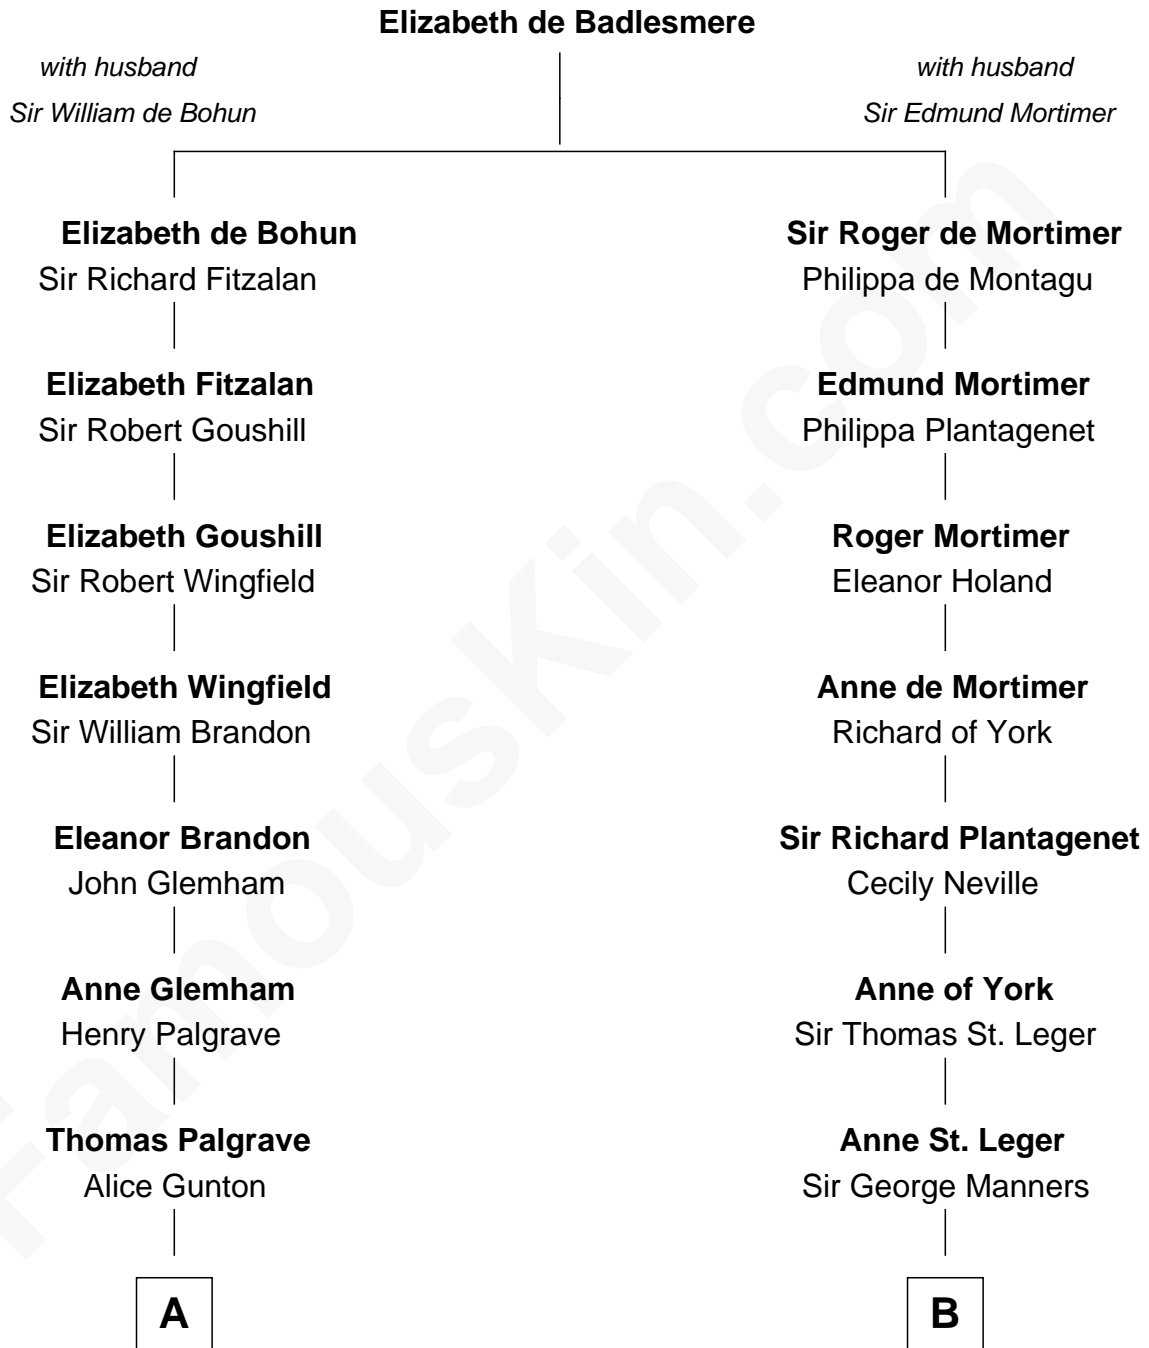 Elizabeth de Badlesmere
with husband
Sir William de Bohun
with husband
Sir Edmund Mortimer
Elizabeth de Bohun
Sir Richard Fitzalan
Sir Roger de Mortimer
Philippa de Montagu
Elizabeth Fitzalan
Sir Robert Goushill
Edmund Mortimer
Philippa Plantagenet
Elizabeth Goushill
Sir Robert Wingfield
Roger Mortimer
Eleanor Holand
Elizabeth Wingfield
Sir William Brandon
Anne de Mortimer
Richard of York
Eleanor Brandon
John Glemham
Sir Richard Plantagenet
Cecily Neville
Anne Glemham
Henry Palgrave
Anne of York
Sir Thomas St. Leger
Thomas Palgrave
Alice Gunton
Anne St. Leger
Sir George Manners
A
B
FamousKin.com